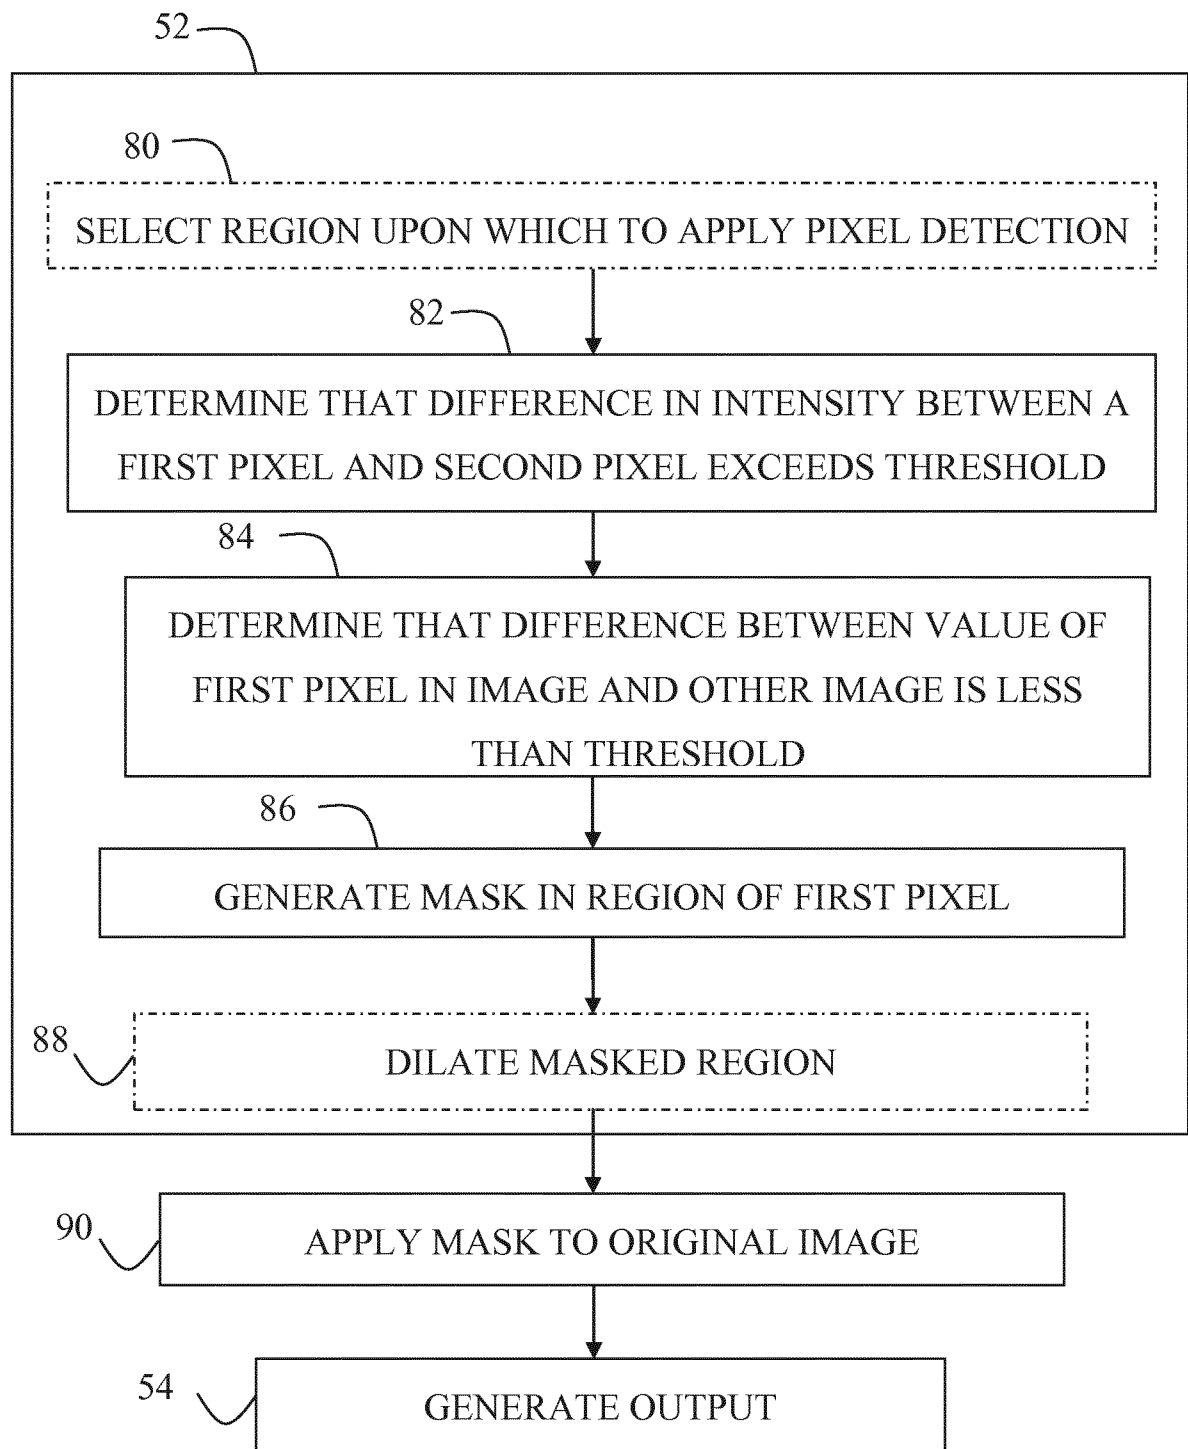 52
80
SELECT REGION UPON WHICH TO APPLY PIXEL DETECTION
82
DETERMINE THAT DIFFERENCE IN INTENSITY BETWEEN A
FIRST PIXEL AND SECOND PIXEL EXCEEDS THRESHOLD
84
DETERMINE THAT DIFFERENCE BETWEEN VALUE OF
FIRST PIXEL IN IMAGE AND OTHER IMAGE IS LESS
THAN THRESHOLD
86
GENERATE MASK IN REGION OF FIRST PIXEL
88
DILATE MASKED REGION
90
APPLY MASK TO ORIGINAL IMAGE
54
GENERATE OUTPUT